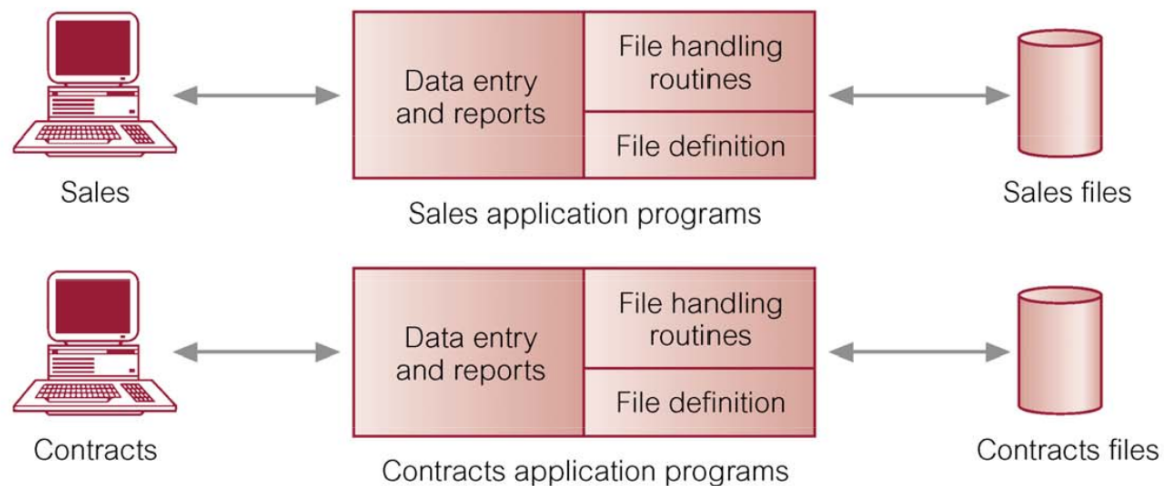 Data entry
and reports
File handling
routines
File definition
Sales
Sales application programs
Sales files
Data entry
and reports
File handling
routines
File definition
Contracts
Contracts application programs
Contracts files